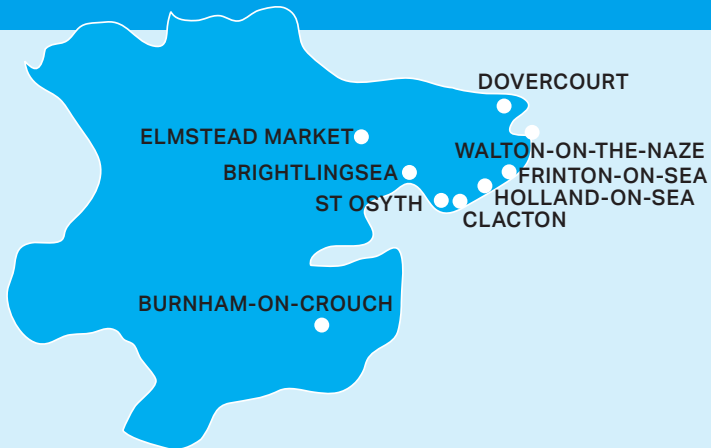 DOVERCOURT
ELMSTEAD MARKET
WALTON-ON-THE-NAZE
BRIGHTLINGSEA
FRINTON-ON-SEA
HOLLAND-ON-SEA
ST OSYTH
CLACTON
BURNHAM-ON-CROUCH